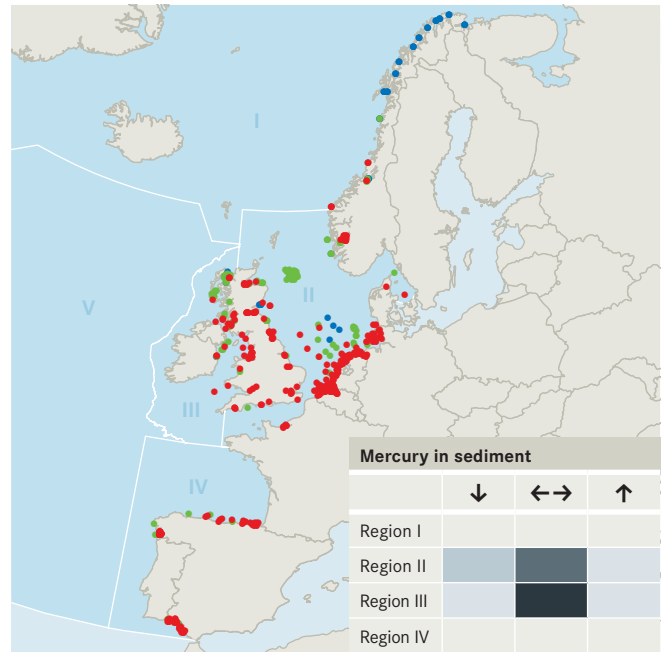 I
II
V
III
IV
Mercury in sediment
↓ ←→ ↑
Region I
Region II
Region III
Region IV